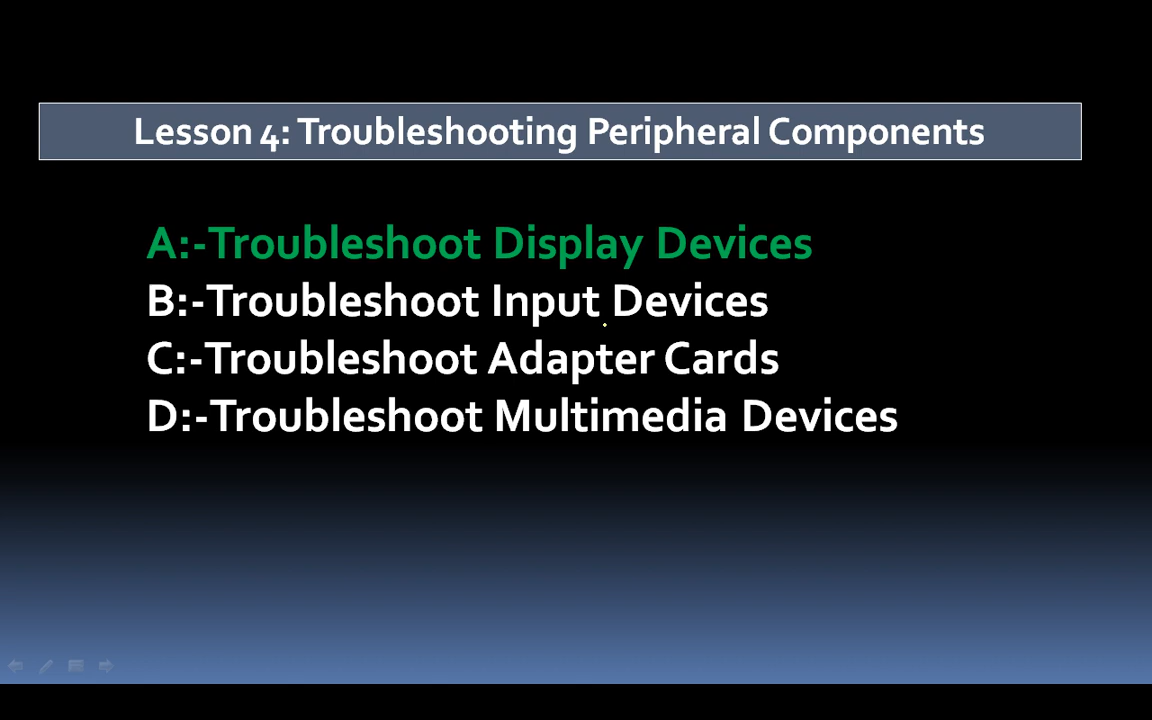 Lesson 4: Troubleshooting Peripheral Components
A:-Troubleshoot Display Devices
B:-Troubleshoot Input Devices
C:-Troubleshoot Adapter Cards
D:-Troubleshoot Multimedia Devices